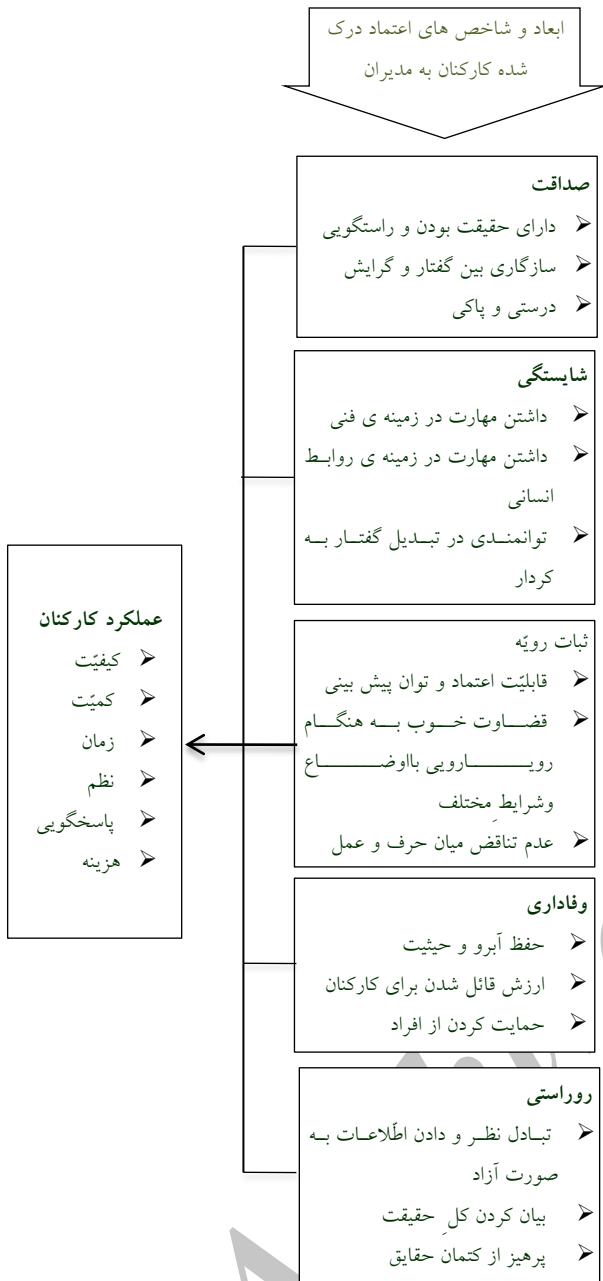 ابعاد و شاخص های اعتماد درک
شده کارکنان به مدیران
صداقت
دارای حقیقت بودن و راستگویی
سازگاری بین گفتار و گرایش
درستی و پاکی
شایستگی
داشتن مهارت در زمینه ی فنی
داشتن مهارت در زمینه ی روابط
انسانی
توانمندی در تبدیل گفتار به
کردار
ثبات رویّه
قابلیّت اعتماد و توان پیش بینی
قضاوت خوب به هنگام
رویارویی بااوضاع
وشرایطِ مختلف
عدم تناقض میان حرف و عمل
وفاداری
حفظ آبرو و حیثیت
ارزش قائل شدن برای کارکنان
حمایت کردن از افراد
روراستی
تبادل نظر و دادن اطّلاعات به
صورت آزاد
بیان کردن کلِ حقیقت
پرهیز از کتمان حقایق
عملکرد کارکنان
کیفیّت
کمیّت
زمان
نظم
پاسخگویی
هزینه